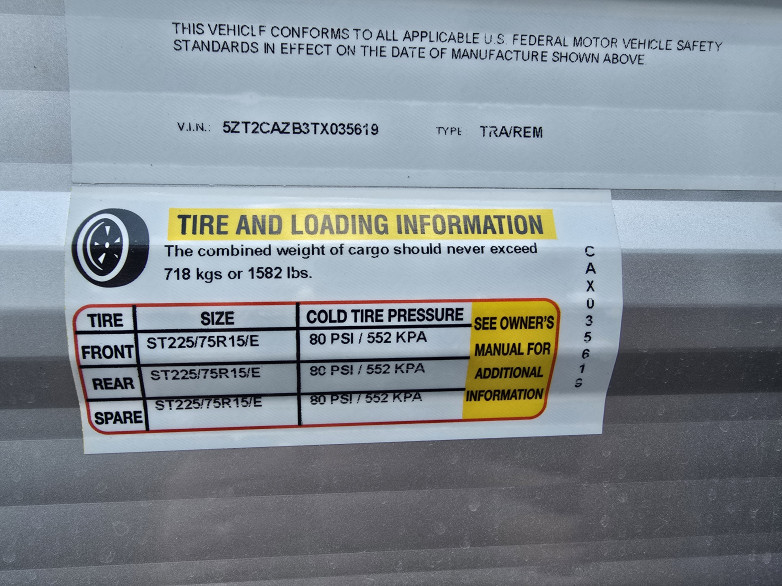 THIS VEHICLE CONFORMS TO ALL APPLICABLE U.S. FEDERAL MOTOR VEHICLE SAFETY
STANDARDS IN EFFECT ON THE DATE OF MANUFACTURE SHOWN ABOVE
V.I.N.: 5ZT2CAZB3TX035619 TYPE TRA/REM
TIRE AND LOADING INFORMATION
The combined weight of cargo should never exceed
718 kgs or 1582 lbs.
TIRE SIZE COLD TIRE PRESSURE
FRONT ST225/75R15/E 80 PSI / 552 KPA
REAR ST225/75R15/E 80 PSI / 552 KPA
SPARE ST225/75R15/E 80 PSI / 552 KPA
SEE OWNER'S
MANUAL FOR
ADDITIONAL
INFORMATION
CAX035619